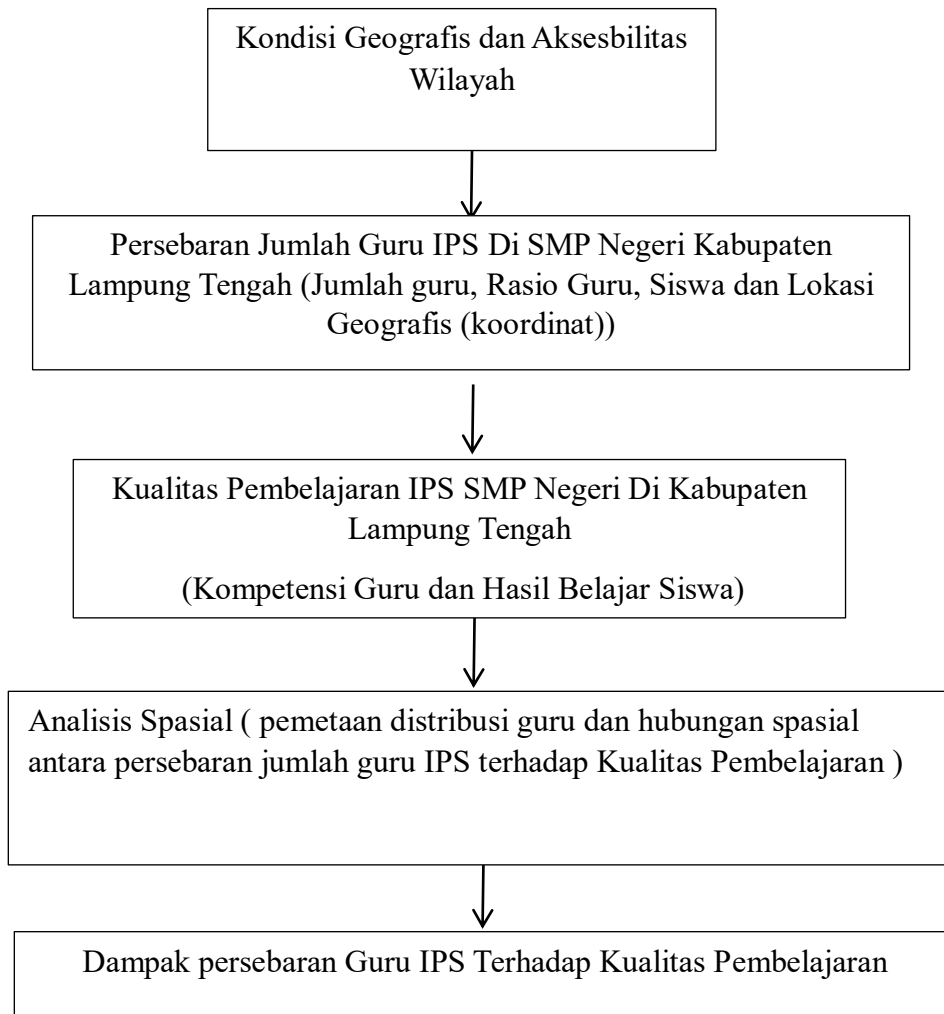 Kondisi Geografis dan Aksesbilitas
Wilayah
Persebaran Jumlah Guru IPS Di SMP Negeri Kabupaten
Lampung Tengah (Jumlah guru, Rasio Guru, Siswa dan Lokasi
Geografis (koordinat))
Kualitas Pembelajaran IPS SMP Negeri Di Kabupaten
Lampung Tengah
(Kompetensi Guru dan Hasil Belajar Siswa)
Analisis Spasial ( pemetaan distribusi guru dan hubungan spasial
antara persebaran jumlah guru IPS terhadap Kualitas Pembelajaran )
Dampak persebaran Guru IPS Terhadap Kualitas Pembelajaran